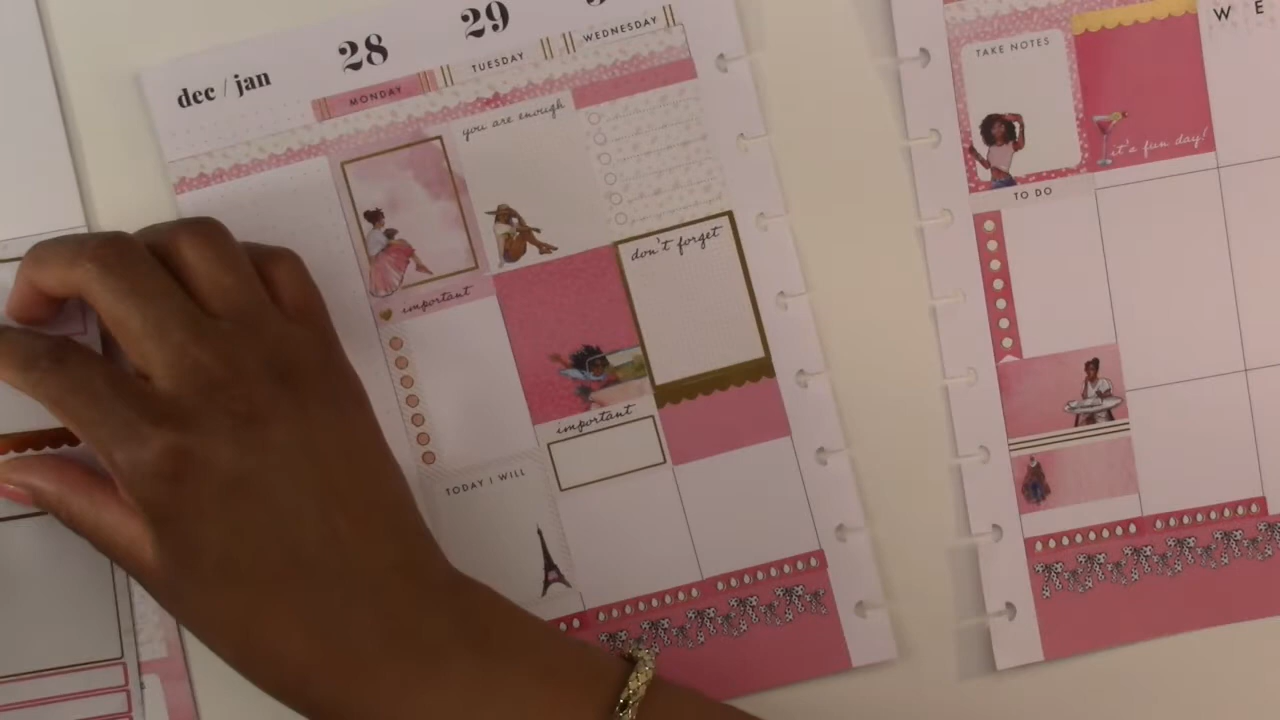 dec / jan
28
29
MONDAY
TUESDAY
WEDNESDAY
you are enough
important
don't forget
important
TODAY I WILL
TAKE NOTES
it's fun day!
TO DO
W E